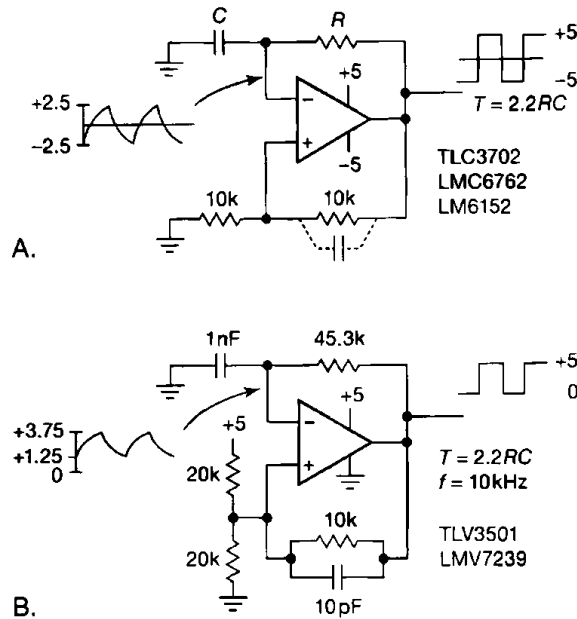 C
R
+5
+5
−5
−
+
−5
T = 2.2RC
+2.5
−2.5
TLC3702
LMC6762
LM6152
10k
10k
A.
1nF
45.3k
+5
0
+5
−
+
+5
+3.75
+1.25
0
20k
20k
T = 2.2RC
f = 10kHz
10k
TLV3501
LMV7239
10pF
B.